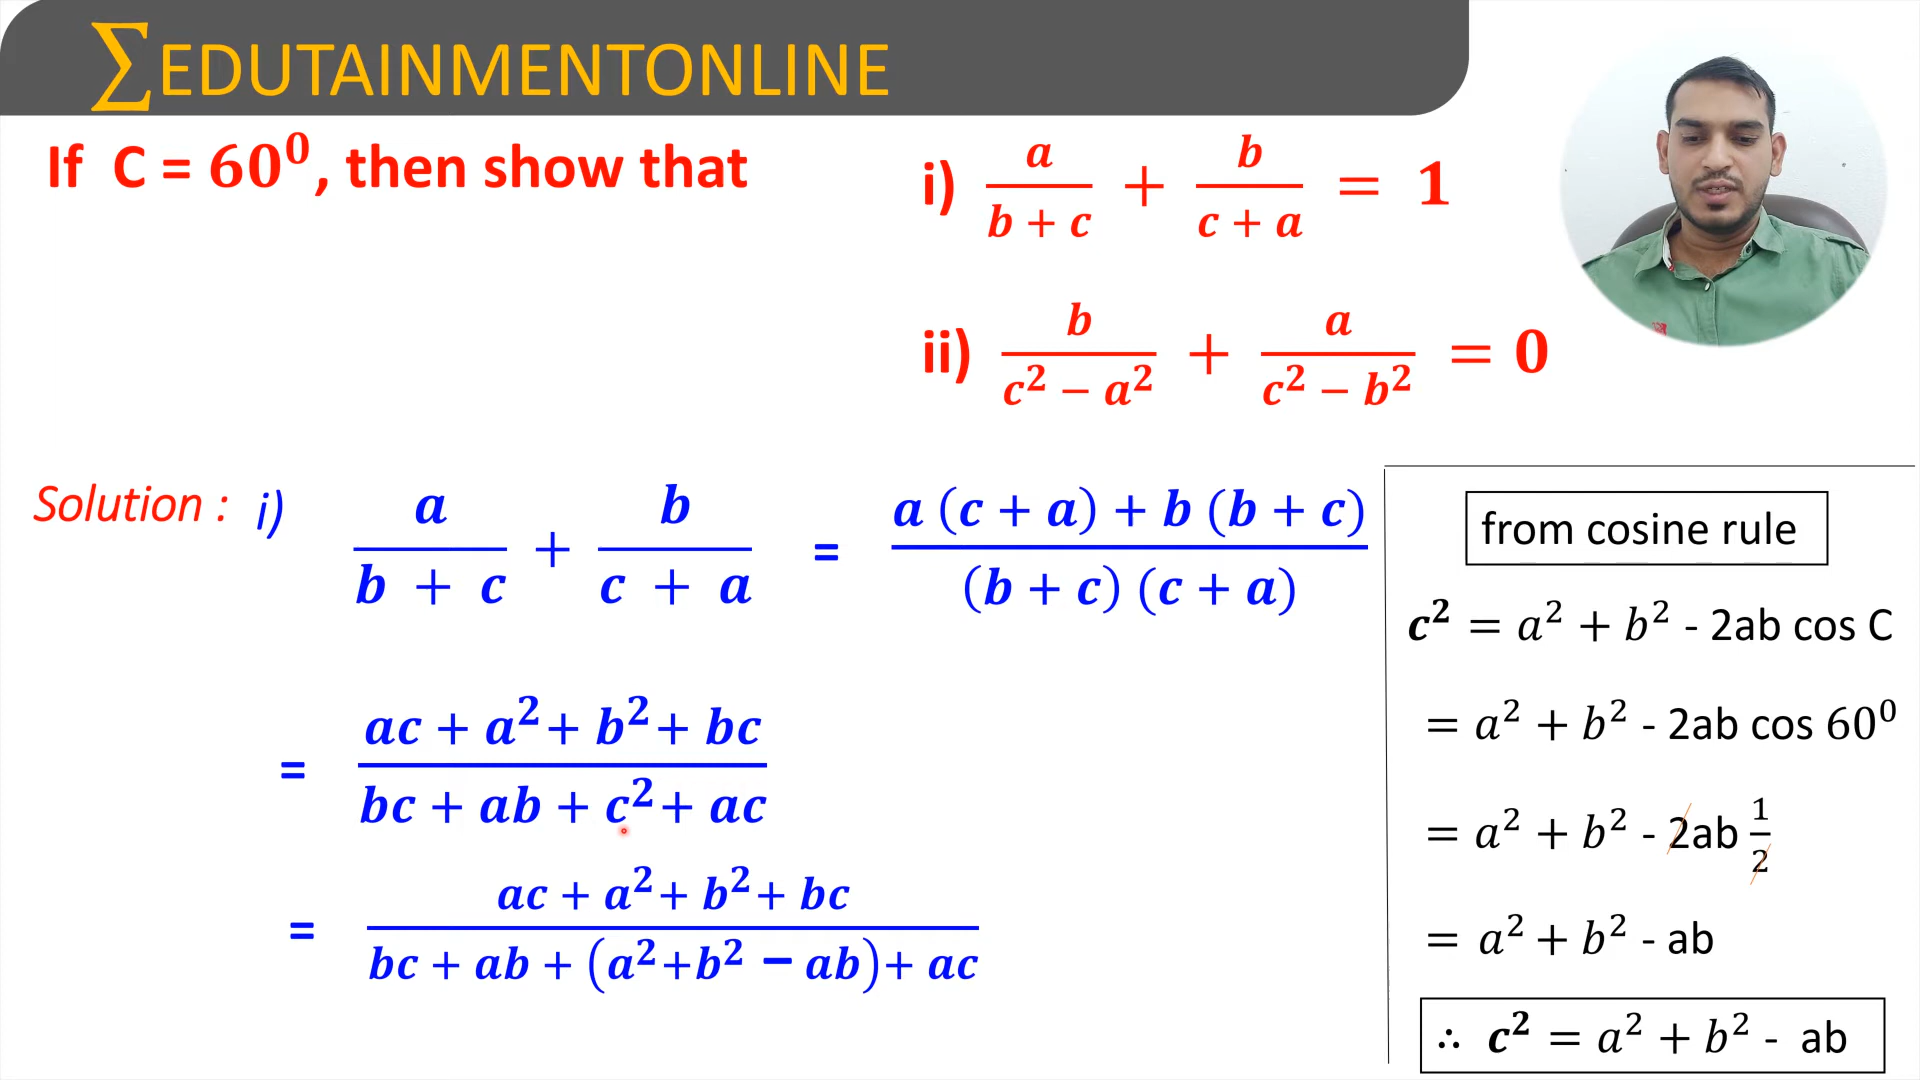 ∑EDUTAINMENTONLINE
If C = 60⁰, then show that
i) a/(b + c) + b/(c + a) = 1
ii) b/(c² − a²) + a/(c² − b²) = 0
Solution : i) a/(b + c) + b/(c + a) = (a (c + a) + b (b + c))/((b + c) (c + a))
= (ac + a² + b² + bc)/(bc + ab + c² + ac)
= (ac + a² + b² + bc)/(bc + ab + (a² + b² − ab) + ac)
from cosine rule
c² = a² + b² - 2ab cos C
= a² + b² - 2ab cos 60⁰
= a² + b² - 2ab 1/2
= a² + b² - ab
∴ c² = a² + b² - ab